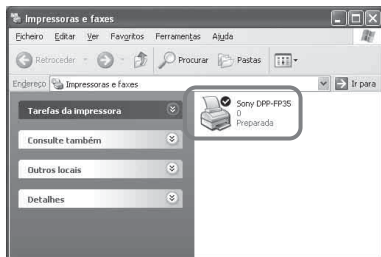 Impressoras e faxes
Ficheiro Editar Ver Favoritos Ferramentas Ajuda
Retroceder Procurar Pastas
Endereço Impressoras e faxes Ir para
Tarefas da impressora
Consulte também
Outros locais
Detalhes
Sony DPP-FP35
0
Preparada